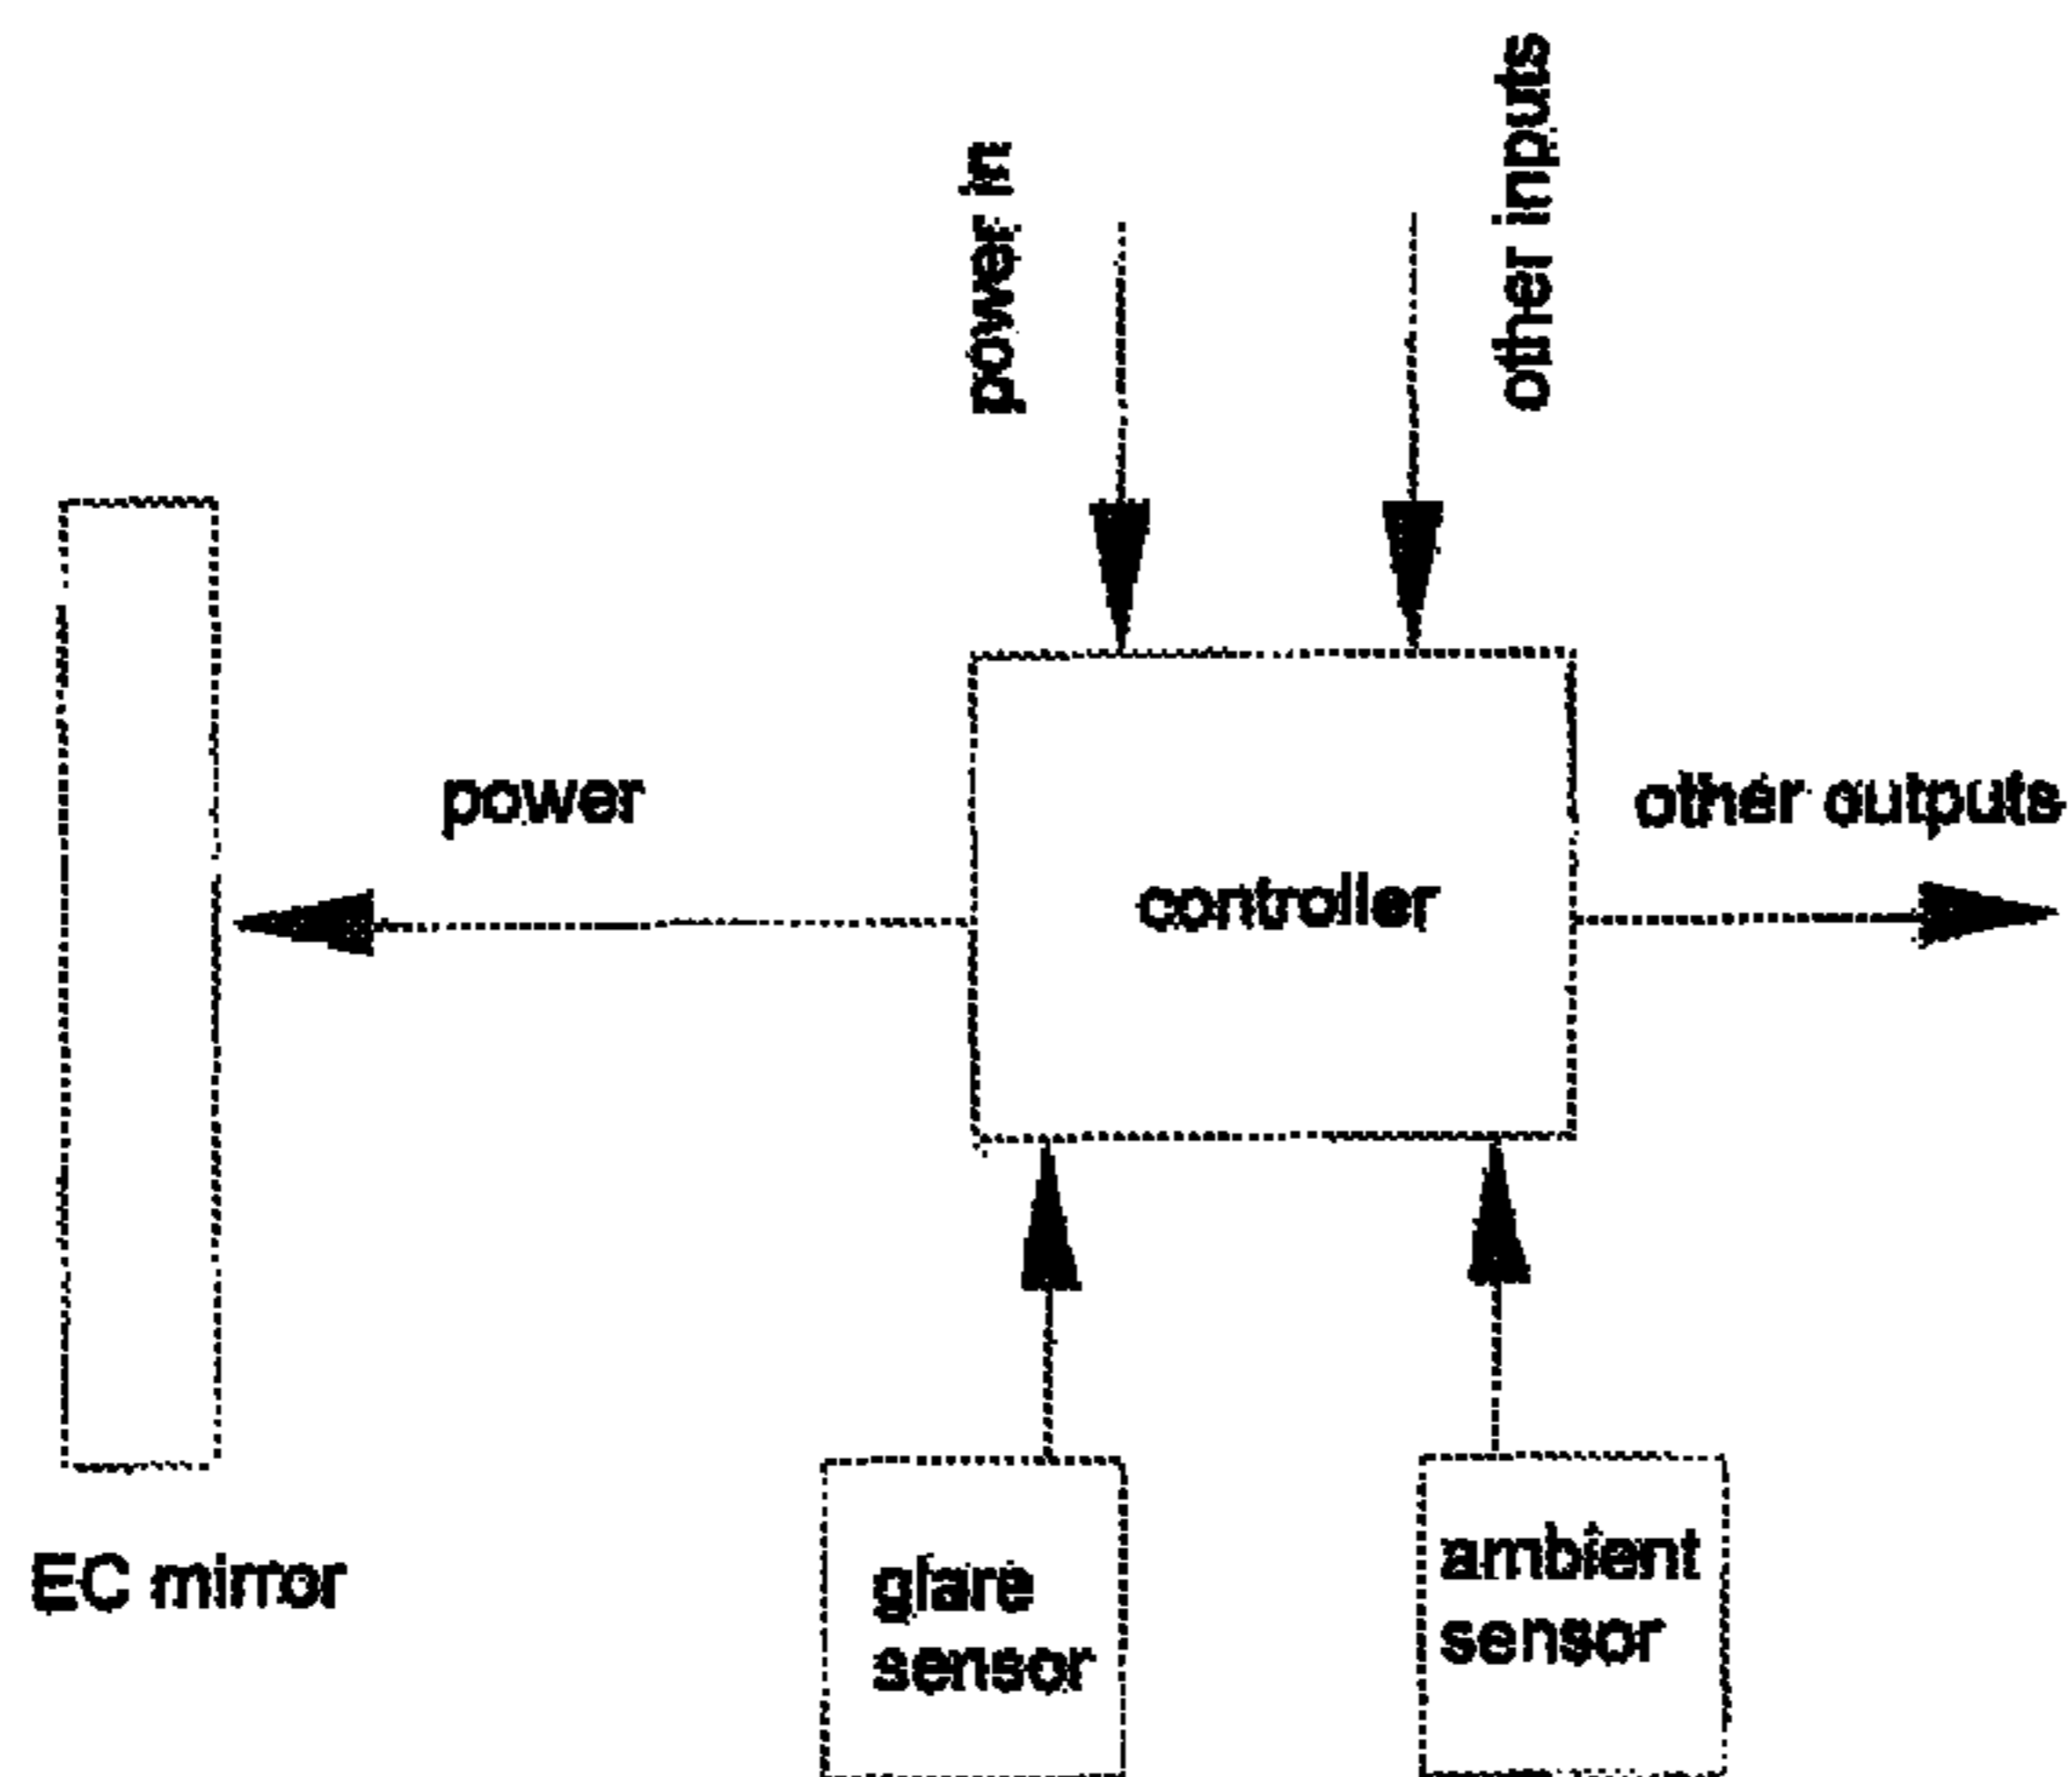 power in
other inputs
power
controller
other outputs
EC mirror
glare
sensor
ambient
sensor